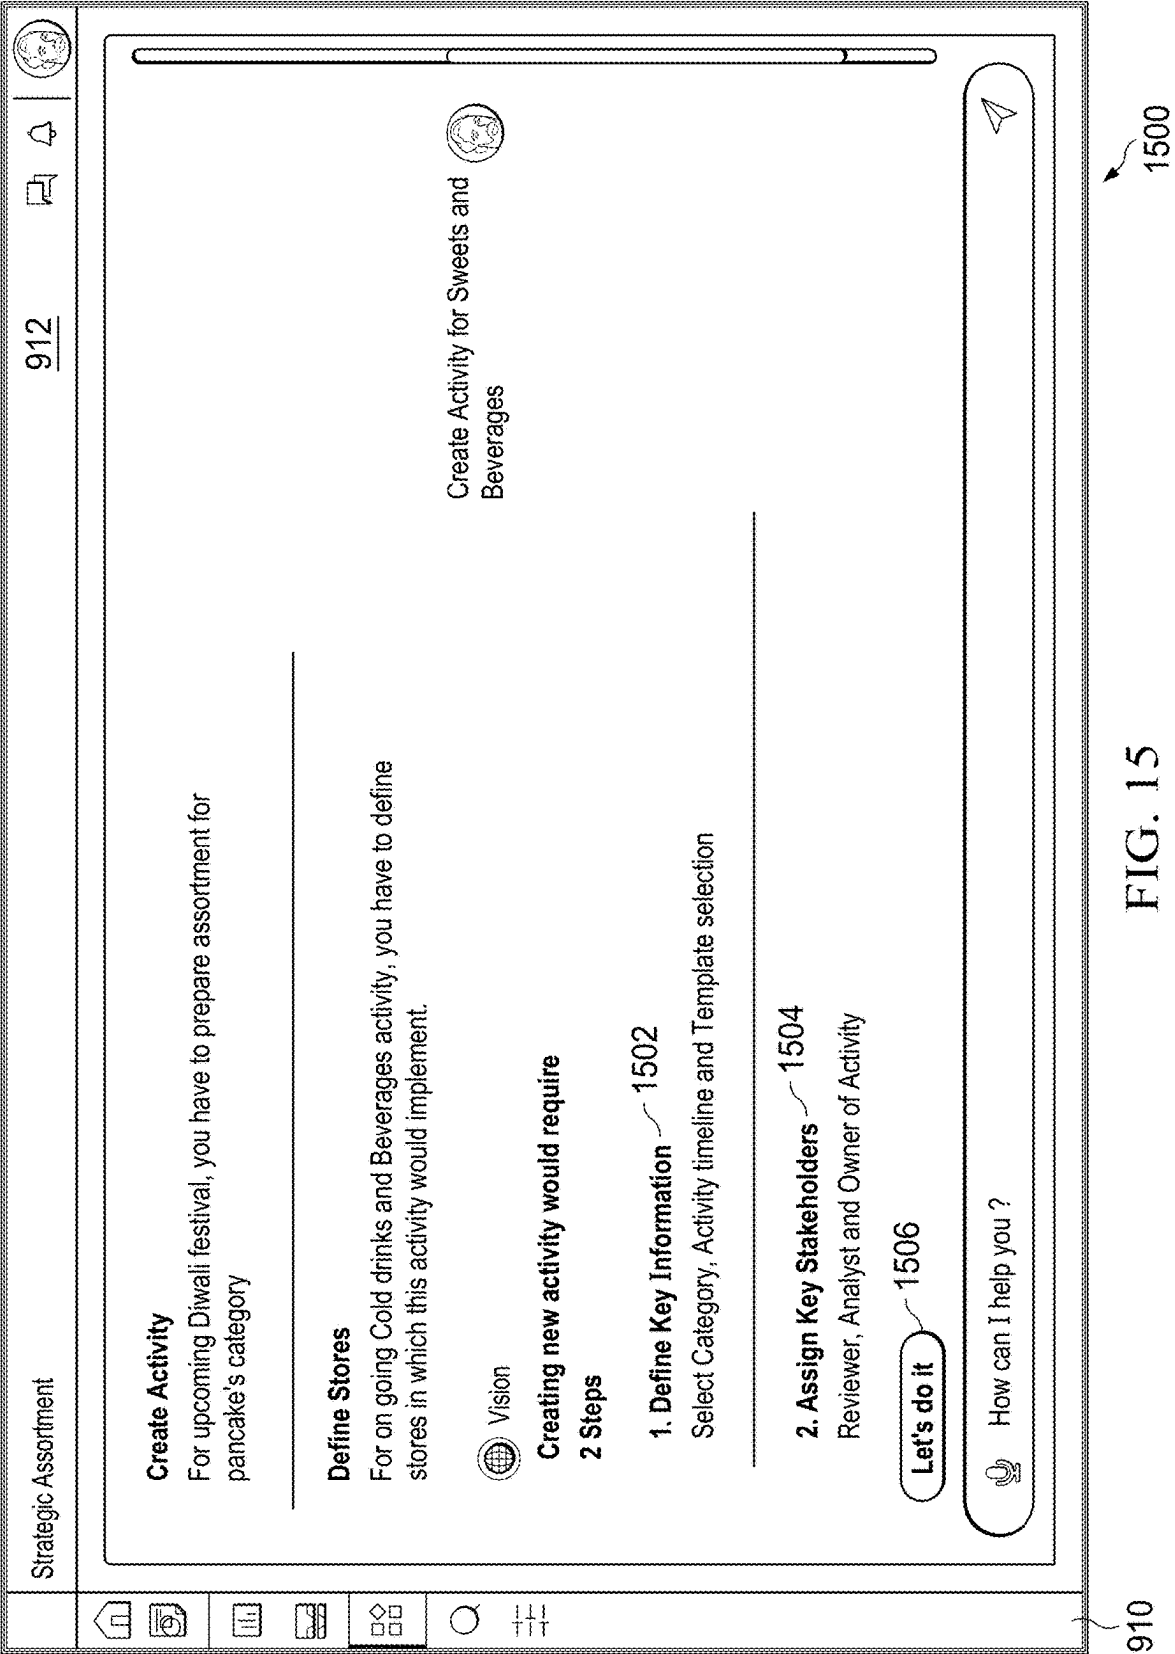 Strategic Assortment
912
Create Activity
For upcoming Diwali festival, you have to prepare assortment for
pancake's category
Define Stores
For on going Cold drinks and Beverages activity, you have to define
stores in which this activity would implement.
Create Activity for Sweets and
Beverages
Vision
Creating new activity would require
2 Steps
1. Define Key Information 1502
Select Category, Activity timeline and Template selection
2. Assign Key Stakeholders 1504
Reviewer, Analyst and Owner of Activity
Let's do it 1506
How can I help you ?
910
1500
FIG. 15